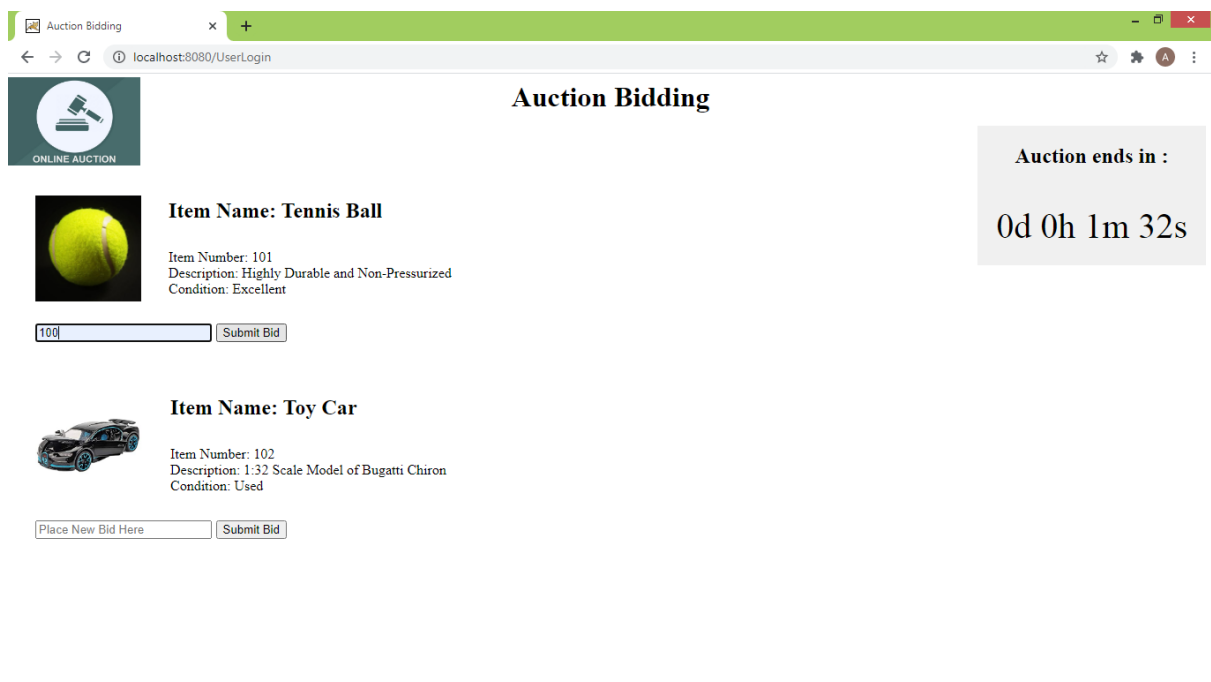 Auction Bidding
localhost:8080/UserLogin
A
ONLINE AUCTION
Auction Bidding
Auction ends in :
0d 0h 1m 32s
Item Name: Tennis Ball
Item Number: 101
Description: Highly Durable and Non-Pressurized
Condition: Excellent
100 Submit Bid
Item Name: Toy Car
Item Number: 102
Description: 1:32 Scale Model of Bugatti Chiron
Condition: Used
Place New Bid Here Submit Bid